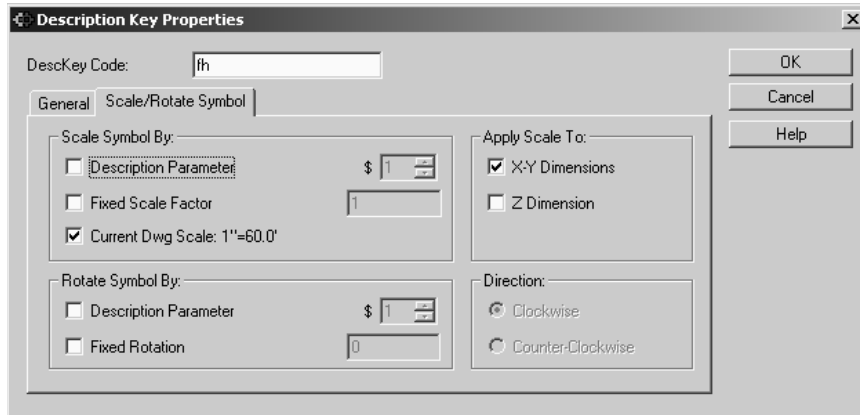 Description Key Properties
DescKey Code: fh
OK
General Scale/Rotate Symbol
Cancel
Scale Symbol By: Apply Scale To:
Help
Description Parameter $ 1 X-Y Dimensions
Fixed Scale Factor 1 Z Dimension
Current Dwg Scale: 1"=60.0'
Rotate Symbol By: Direction:
Description Parameter $ 1 Clockwise
Fixed Rotation 0 Counter-Clockwise